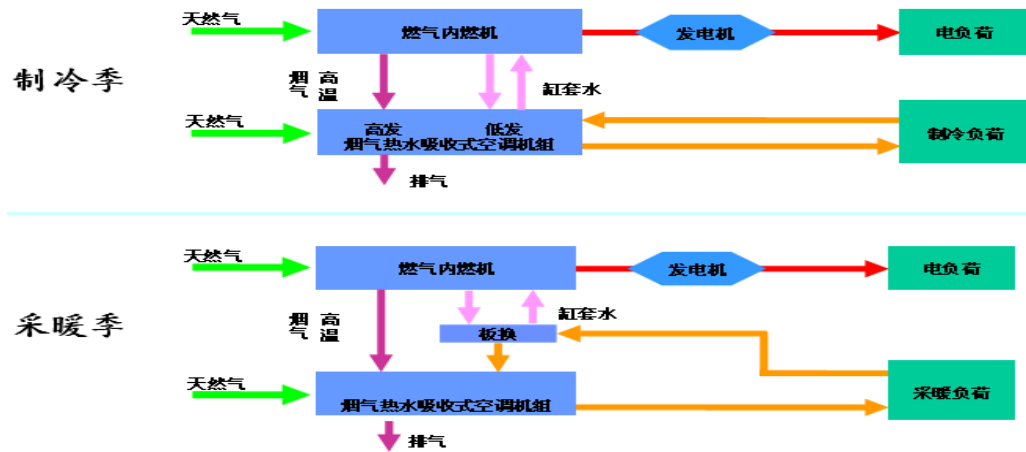 天然气
燃气内燃机
发电机
电负荷
制冷季
烟气
高温
缸套水
天然气
高发
低发
烟气热水吸收式空调机组
制冷负荷
排气
天然气
燃气内燃机
发电机
电负荷
采暖季
烟气
高温
缸套水
板换
天然气
烟气热水吸收式空调机组
采暖负荷
排气